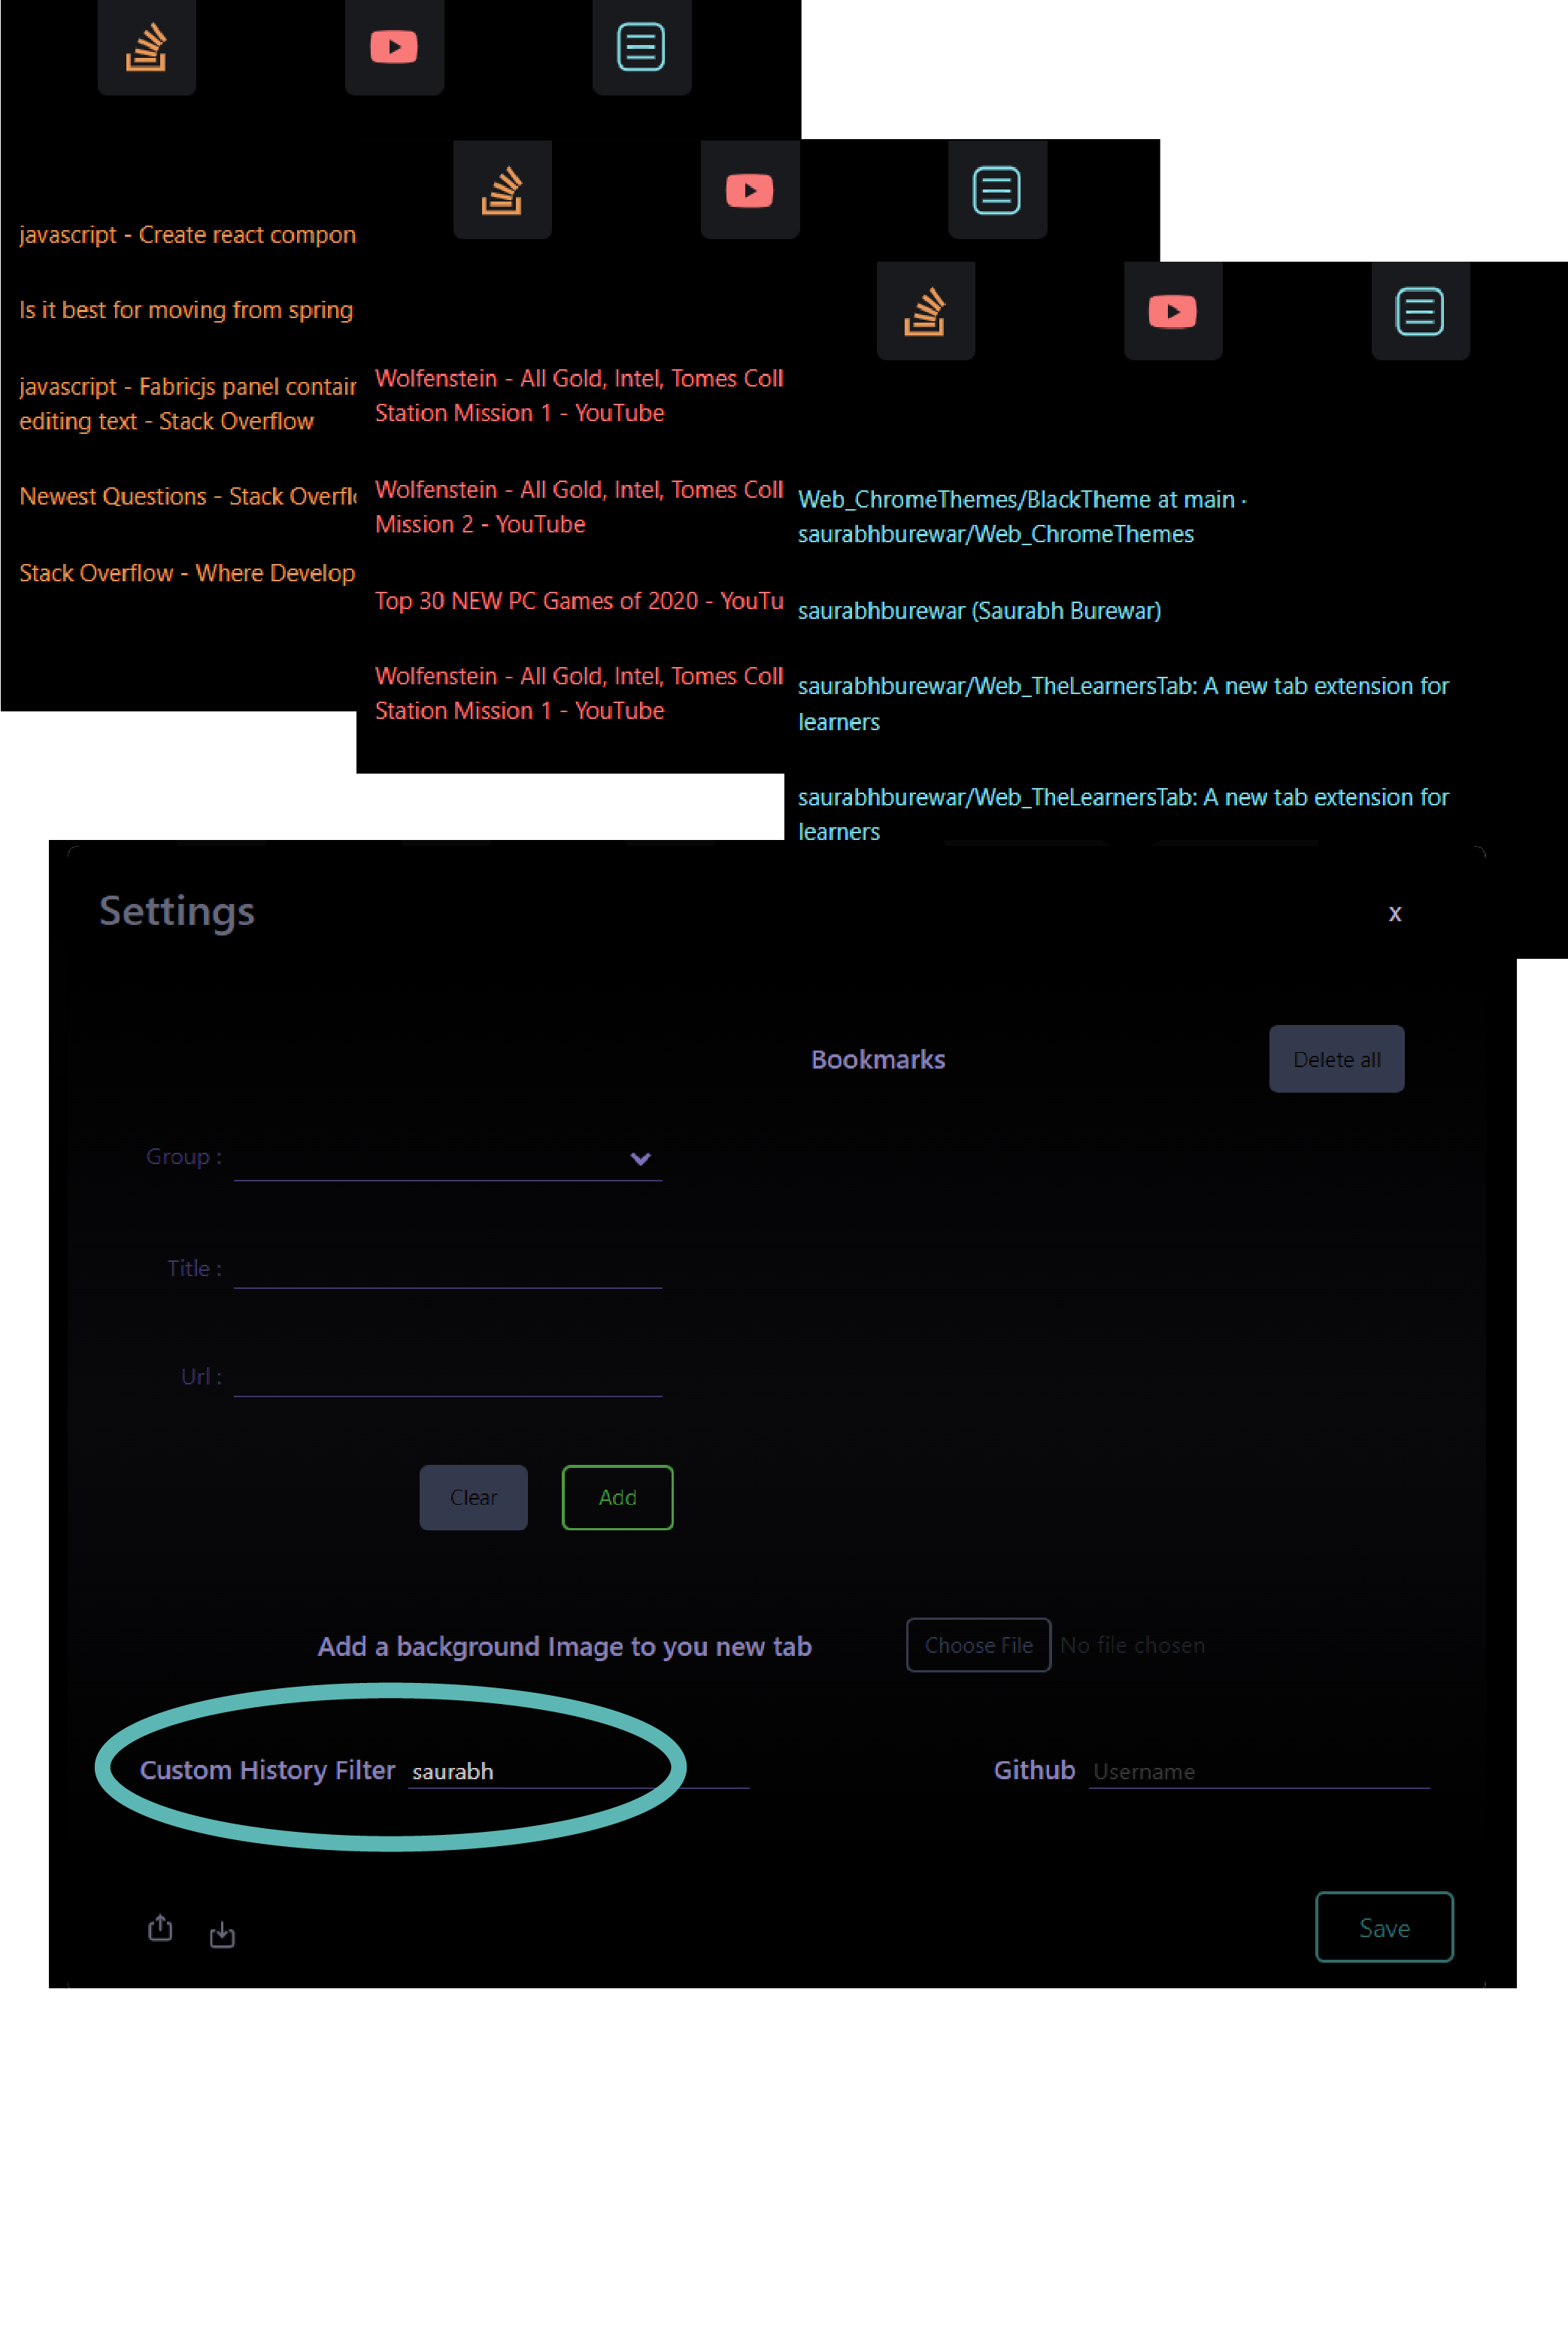 javascript - Create react compon
Is it best for moving from spring
javascript - Fabricjs panel contair
editing text - Stack Overflow
Newest Questions - Stack Overfl
Stack Overflow - Where Develop
Wolfenstein - All Gold, Intel, Tomes Coll
Station Mission 1 - YouTube
Wolfenstein - All Gold, Intel, Tomes Coll
Mission 2 - YouTube
Top 30 NEW PC Games of 2020 - YouTu
Wolfenstein - All Gold, Intel, Tomes Coll
Station Mission 1 - YouTube
Web_ChromeThemes/BlackTheme at main ·
saurabhburewar/Web_ChromeThemes
saurabhburewar (Saurabh Burewar)
saurabhburewar/Web_TheLearnersTab: A new tab extension for
learners
saurabhburewar/Web_TheLearnersTab: A new tab extension for
learners
Settings x
Bookmarks Delete all
Group :
Title :
Url :
Clear Add
Add a background Image to you new tab Choose File No file chosen
Custom History Filter saurabh Github Username
Save